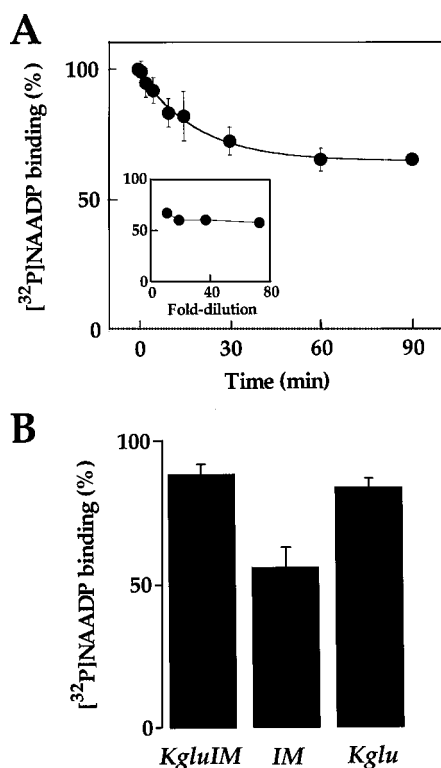 A
[³²P]NAADP binding (%)
100
50
0
100
50
0
0 40 80
Fold-dilution
0 30 60 90
Time (min)
B
[³²P]NAADP binding (%)
100
50
0
KgluIM IM Kglu